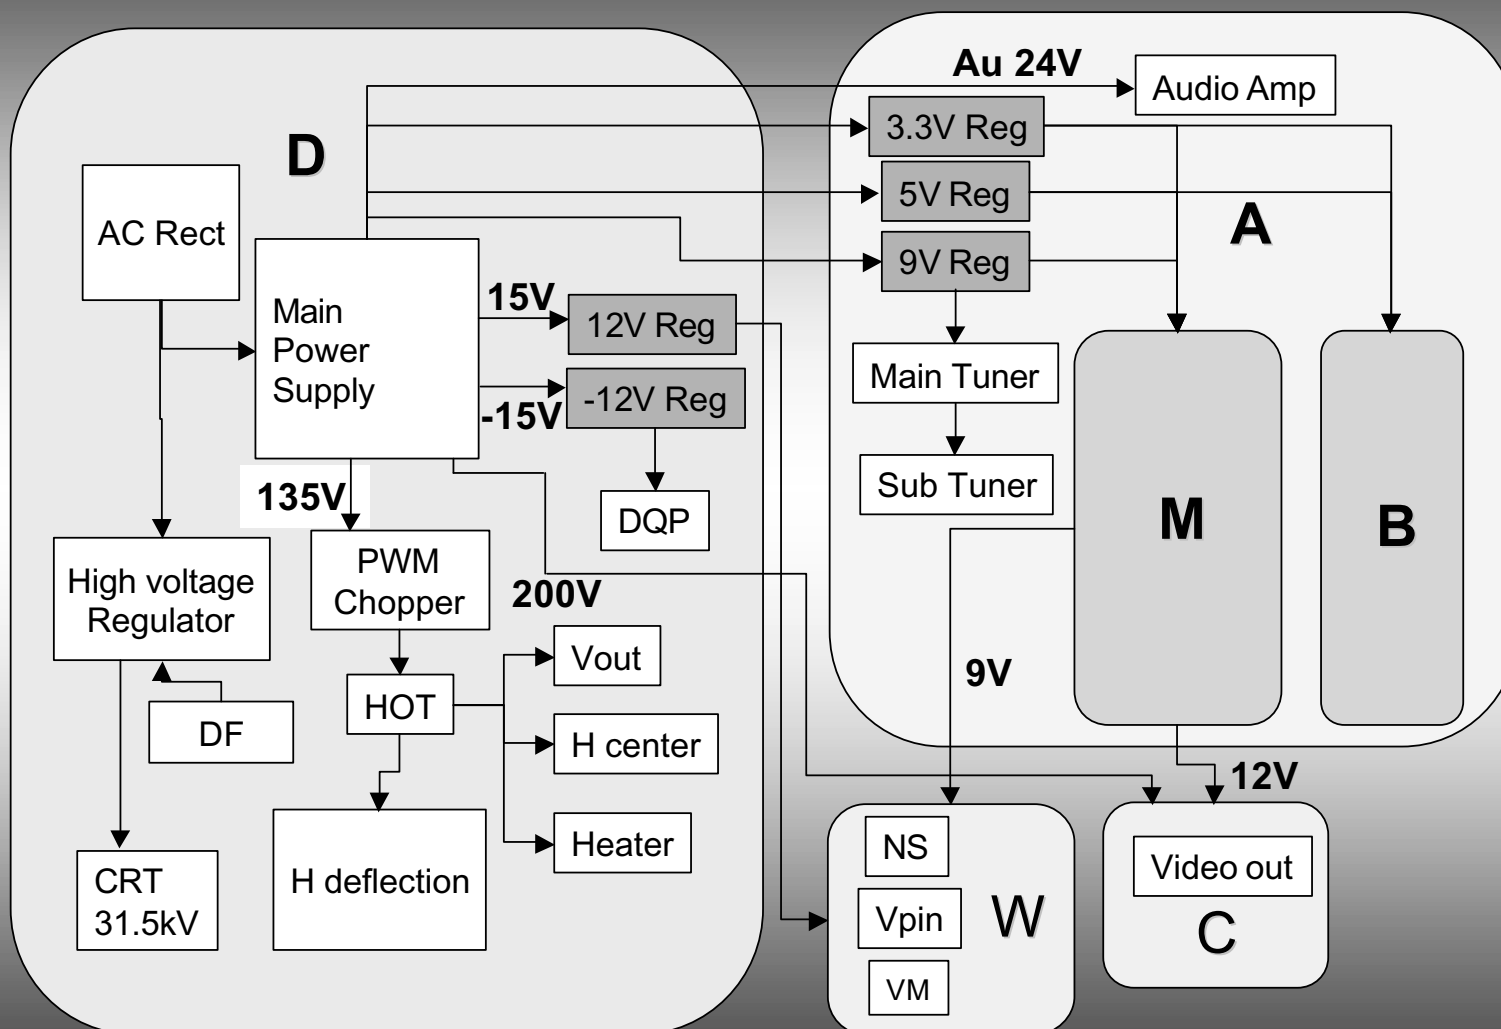 Au 24V
Audio Amp
3.3V Reg
D
5V Reg
A
AC Rect
9V Reg
15V
Main
Power
Supply
12V Reg
-12V Reg
-15V
Main Tuner
Sub Tuner
135V
DQP
M
B
PWM
Chopper
High voltage
Regulator
200V
Vout
9V
HOT
DF
H center
12V
Heater
NS
Video out
CRT
31.5kV
H deflection
Vpin
W
C
VM